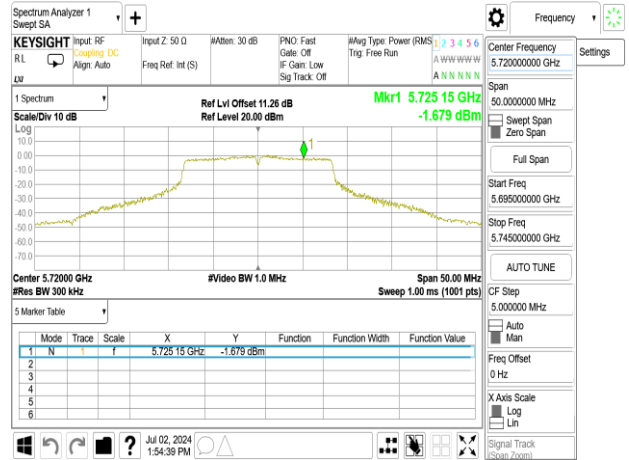 Spectrum Analyzer 1
Swept SA
Frequency
KEYSIGHT Input: RF Input Z: 50 Ω #Atten: 30 dB PNO: Fast #Avg Type: Power (RMS 1 2 3 4 5 6
RL Coupling: DC Gate: Off Trig: Free Run
Align: Auto Freq Ref: Int (S) IF Gain: Low A W W W W W
Sig Track: Off
LXI A N N N N N
Center Frequency
5.720000000 GHz
Settings
Span
50.0000000 MHz
Swept Span
Zero Span
Full Span
Start Freq
5.695000000 GHz
Stop Freq
5.745000000 GHz
AUTO TUNE
CF Step
5.000000 MHz
Auto
Man
Freq Offset
0 Hz
X Axis Scale
Log
Lin
Signal Track
(Span Zoom)
1 Spectrum
Ref Lvl Offset 11.26 dB Mkr1 5.725 15 GHz
Scale/Div 10 dB Ref Level 20.00 dBm -1.679 dBm
Log
10.0
0.00
-10.0
-20.0
-30.0
-40.0
-50.0
-60.0
-70.0
1
Center 5.72000 GHz #Video BW 1.0 MHz Span 50.00 MHz
#Res BW 300 kHz Sweep 1.00 ms (1001 pts)
5 Marker Table
Mode Trace Scale X Y Function Function Width Function Value
1 N 1 f 5.725 15 GHz -1.679 dBm
2
3
4
5
6
? Jul 02, 2024
1:54:39 PM